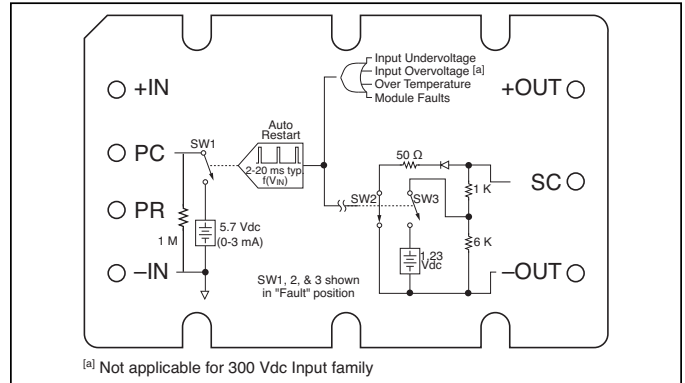 Input Undervoltage
Input Overvoltage [a]
Over Temperature
Module Faults
+IN
+OUT
Auto
Restart
2-20 ms typ.
f(VIN)
PC
SW1
50 Ω
1 K
SC
SW2
SW3
PR
1 M
5.7 Vdc
(0-3 mA)
6 K
1.23
Vdc
–IN
–OUT
SW1, 2, & 3 shown
in "Fault" position
[a] Not applicable for 300 Vdc Input family